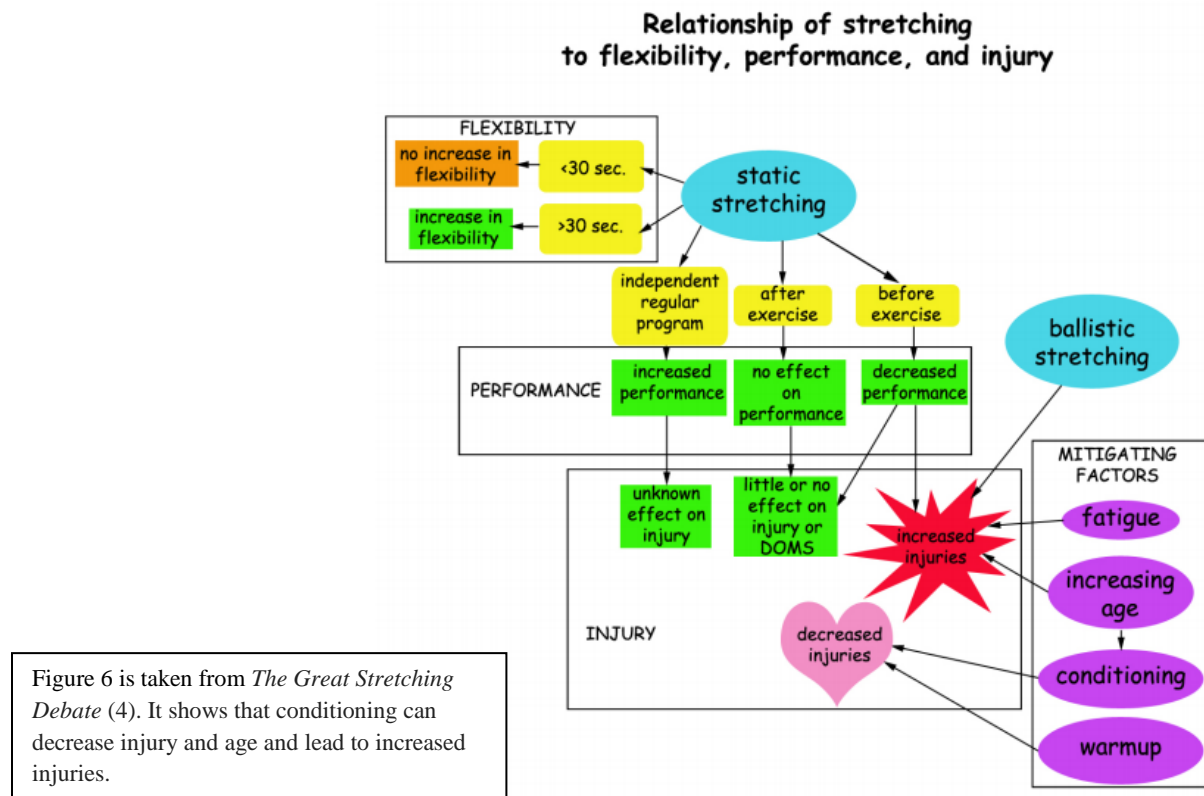 Relationship of stretching
to flexibility, performance, and injury
FLEXIBILITY
no increase in
flexibility
<30 sec.
static
stretching
increase in
flexibility
>30 sec.
independent
regular
program
after
exercise
before
exercise
ballistic
stretching
PERFORMANCE
increased
performance
no effect
on
performance
decreased
performance
MITIGATING
FACTORS
unknown
effect on
injury
little or no
effect on
injury or
DOMS
increased
injuries
fatigue
increasing
age
INJURY
decreased
injuries
conditioning
warmup
Figure 6 is taken from The Great Stretching
Debate (4). It shows that conditioning can
decrease injury and age and lead to increased
injuries.